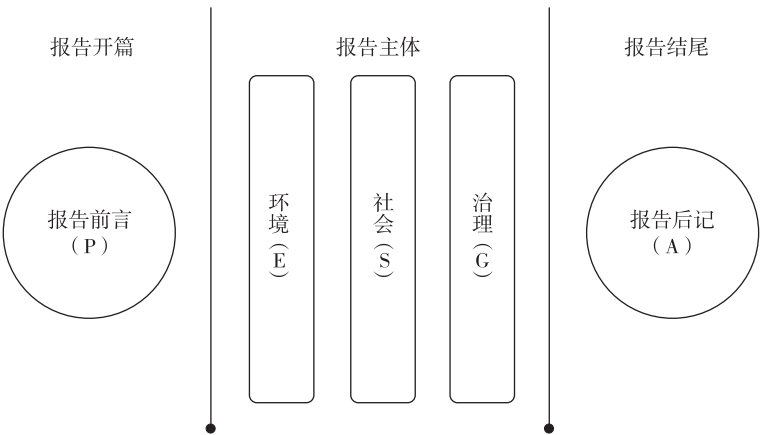 报告开篇
报告主体
报告结尾
报告前言
（P）
环境（E）
社会（S）
治理（G）
报告后记
（A）